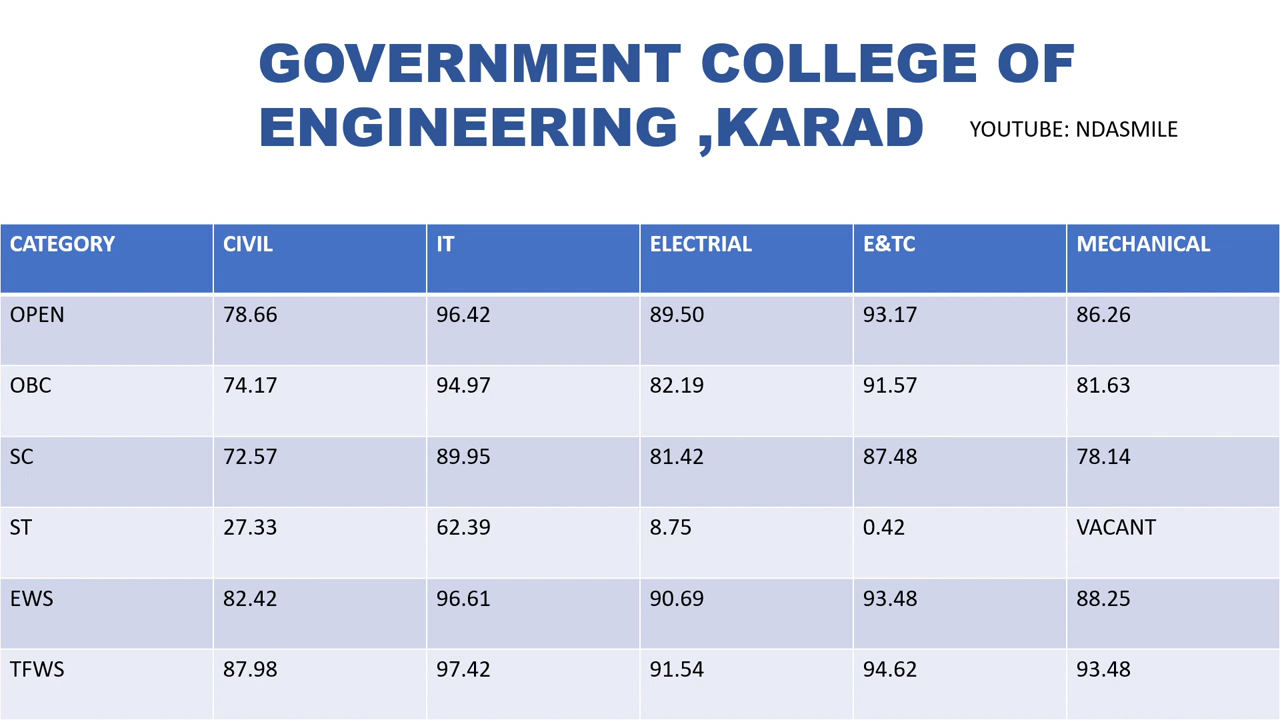 GOVERNMENT COLLEGE OF
ENGINEERING ,KARAD YOUTUBE: NDASMILE
CATEGORY CIVIL IT ELECTRIAL E&TC MECHANICAL
OPEN 78.66 96.42 89.50 93.17 86.26
OBC 74.17 94.97 82.19 91.57 81.63
SC 72.57 89.95 81.42 87.48 78.14
ST 27.33 62.39 8.75 0.42 VACANT
EWS 82.42 96.61 90.69 93.48 88.25
TFWS 87.98 97.42 91.54 94.62 93.48